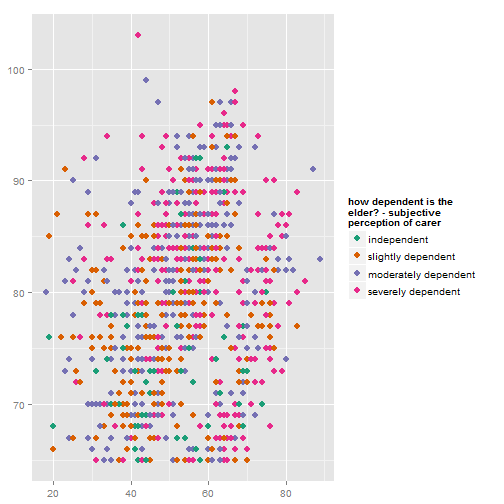 100
90
80
70
20
40
60
80
how dependent is the
elder? - subjective
perception of carer
independent
slightly dependent
moderately dependent
severely dependent